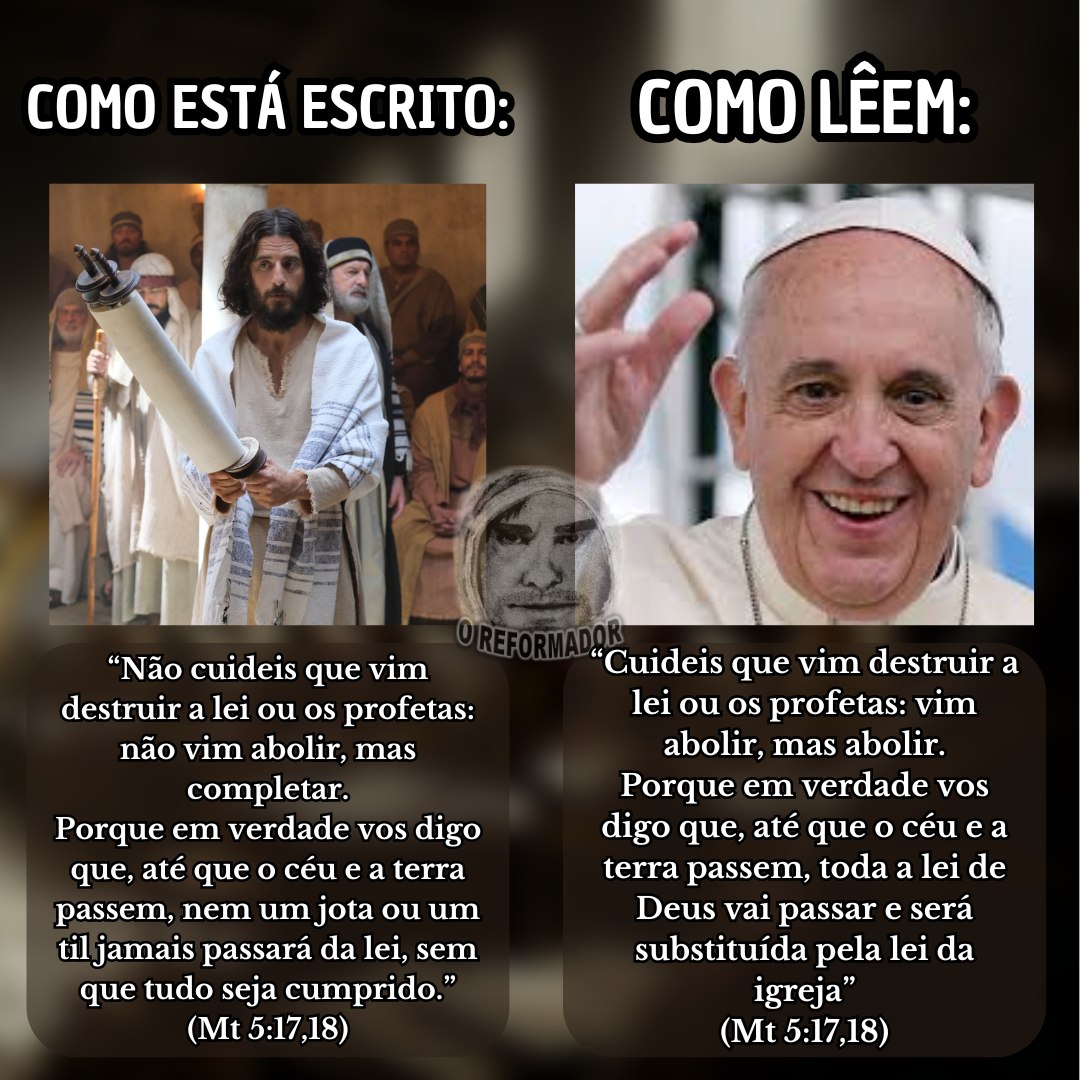 COMO ESTÁ ESCRITO:
COMO LÊEM:
O REFORMADOR
“Não cuideis que vim
destruir a lei ou os profetas:
não vim abolir, mas
completar.
Porque em verdade vos digo
que, até que o céu e a terra
passem, nem um jota ou um
til jamais passará da lei, sem
que tudo seja cumprido.”
(Mt 5:17,18)
“Cuideis que vim destruir a
lei ou os profetas: vim
abolir, mas abolir.
Porque em verdade vos
digo que, até que o céu e a
terra passem, toda a lei de
Deus vai passar e será
substituída pela lei da
igreja”
(Mt 5:17,18)